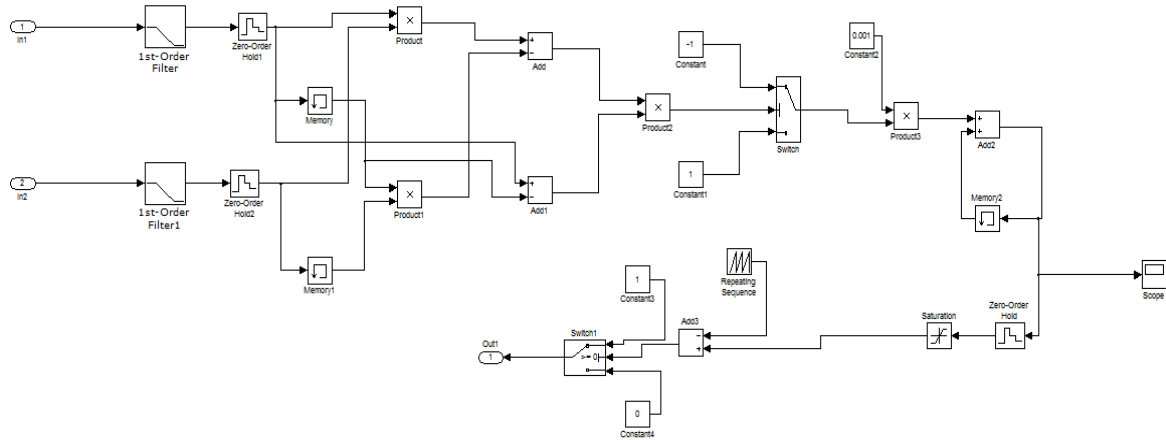 1
In1
1st-Order
Filter
Zero-Order
Hold1
×
Product
Memory
+
−
Add
-1
Constant
0.001
Constant2
×
Product2
Switch
1
Constant1
×
Product3
+
+
Add2
2
In2
1st-Order
Filter1
Zero-Order
Hold2
×
Product1
Memory1
+
−
Add1
Memory2
Scope
Repeating
Sequence
1
Constant3
Add3
−
+
Saturation
Zero-Order
Hold
Out1
1
Switch1
>= 0
0
Constant4